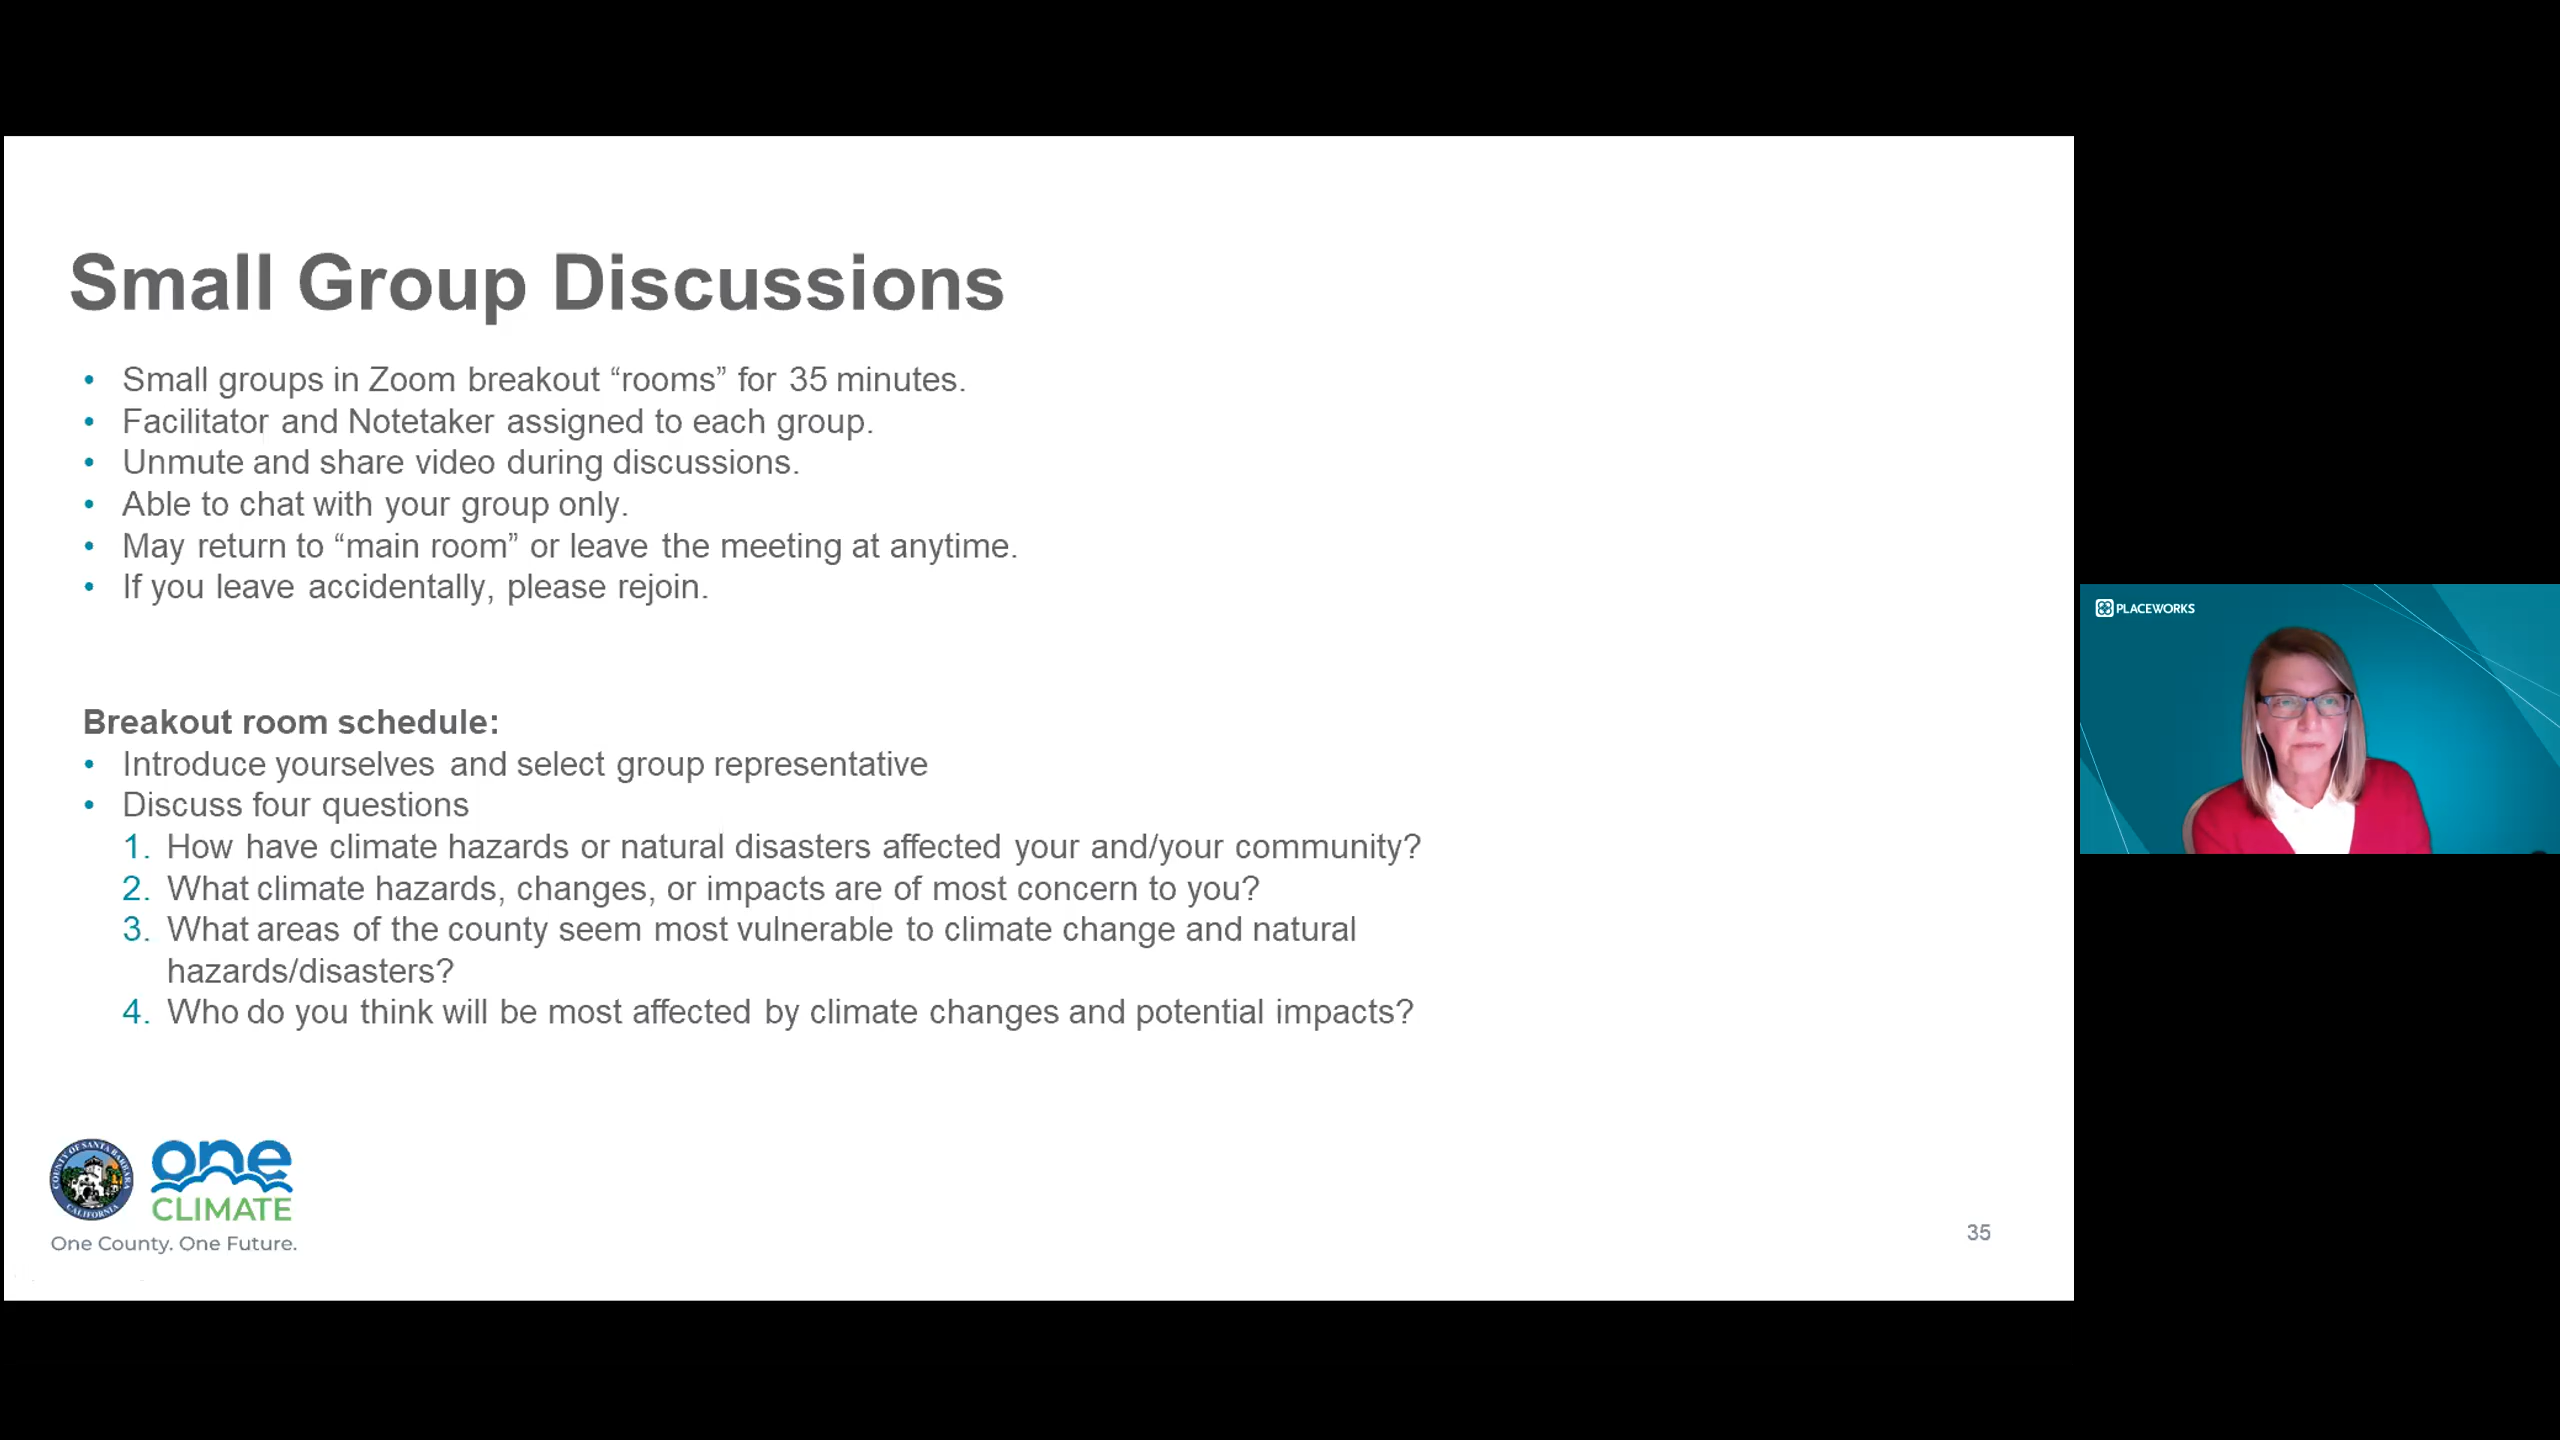 Small Group Discussions
• Small groups in Zoom breakout “rooms” for 35 minutes.
• Facilitator and Notetaker assigned to each group.
• Unmute and share video during discussions.
• Able to chat with your group only.
• May return to “main room” or leave the meeting at anytime.
• If you leave accidentally, please rejoin.
Breakout room schedule:
• Introduce yourselves and select group representative
• Discuss four questions
1. How have climate hazards or natural disasters affected your and/your community?
2. What climate hazards, changes, or impacts are of most concern to you?
3. What areas of the county seem most vulnerable to climate change and natural
hazards/disasters?
4. Who do you think will be most affected by climate changes and potential impacts?
COUNTY OF SANTA BARBARA
CALIFORNIA
one
CLIMATE
One County. One Future.
35
PLACEWORKS